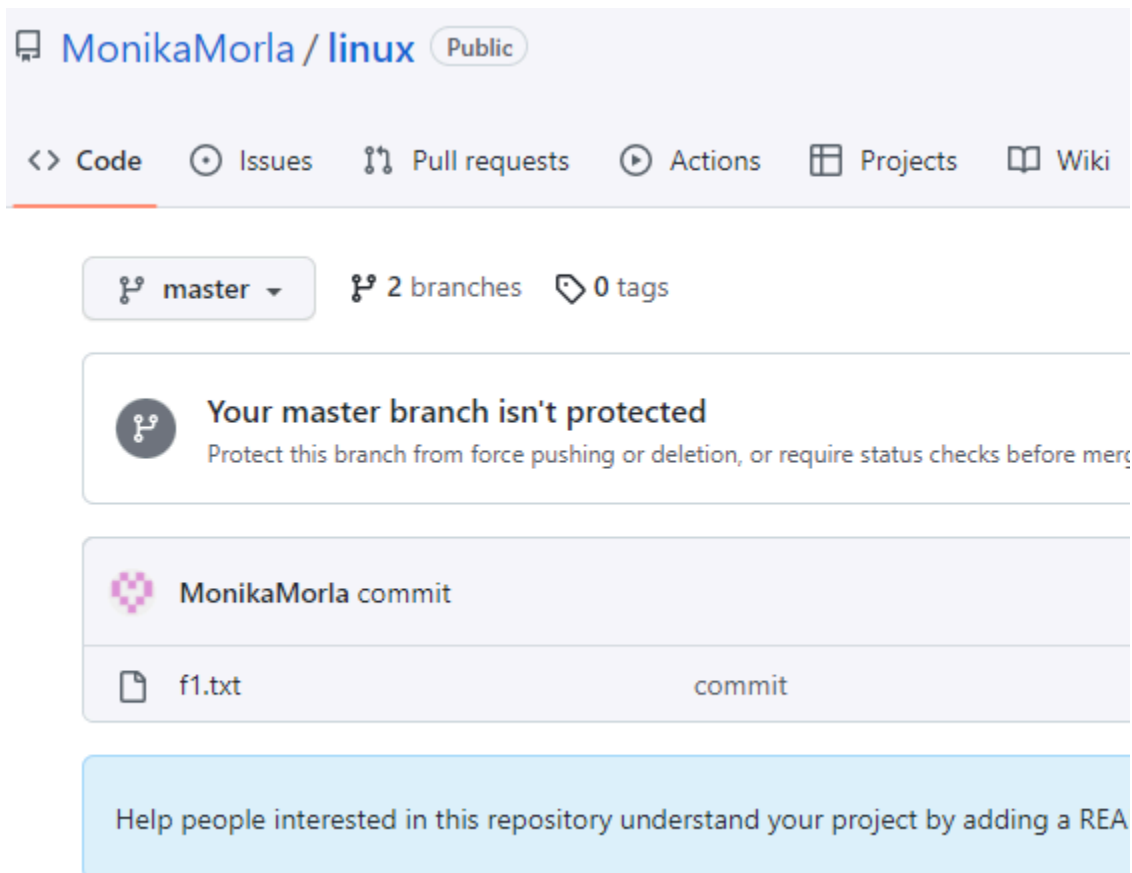 MonikaMorla / linux Public
<> Code Issues Pull requests Actions Projects Wiki
master 2 branches 0 tags
Your master branch isn't protected
Protect this branch from force pushing or deletion, or require status checks before merg
MonikaMorla commit
f1.txt commit
Help people interested in this repository understand your project by adding a REA